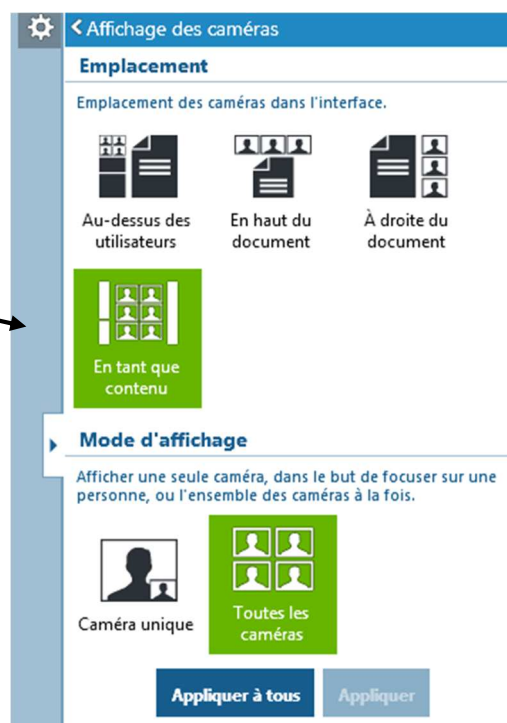 Affichage des caméras
Emplacement
Emplacement des caméras dans l'interface.
Au-dessus des
utilisateurs
En haut du
document
À droite du
document
En tant que
contenu
Mode d'affichage
Afficher une seule caméra, dans le but de focuser sur une
personne, ou l'ensemble des caméras à la fois.
Caméra unique
Toutes les
caméras
Appliquer à tous
Appliquer